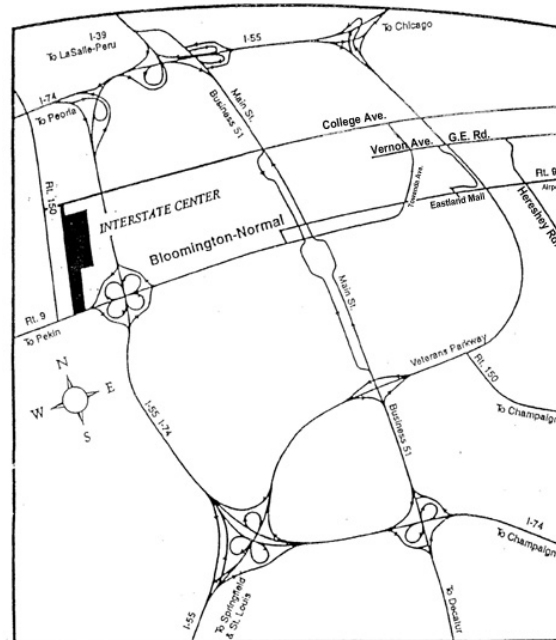 I-39
To LaSalle-Peru
I-55
To Chicago
I-74
To Peoria
Main St.
Business 51
College Ave.
Vernon Ave.
G.E. Rd.
Rt. 150
INTERSTATE CENTER
Towanda Ave.
Rt. 9
Eastland Mall
Airp
Hereshey Rd.
Bloomington-Normal
Main St.
Rt. 9
To Pekin
N
W
E
S
Veterans Parkway
Rt. 150
To Champaign
I-55 I-74
Business 51
I-74
To Champaign
I-55
To Springfield
& St. Louis
To Decatur